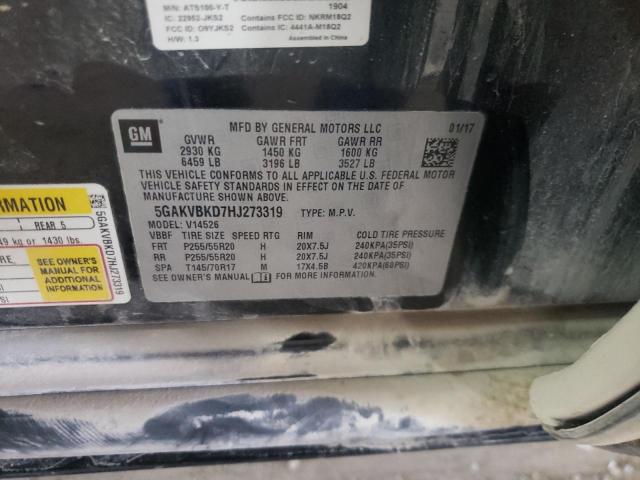 M/N: ATS100-Y-T 1904
IC: 22952-JKS2 Contains FCC ID: NKRM18Q2
FCC ID: O9YJKS2 Contains IC: 4441A-M18Q2
H/W: 1.3 Assembled in China
GM
MFD BY GENERAL MOTORS LLC 01/17
GVWR GAWR FRT GAWR RR
2930 KG 1450 KG 1600 KG
6459 LB 3196 LB 3527 LB
THIS VEHICLE CONFORMS TO ALL APPLICABLE U.S. FEDERAL MOTOR
VEHICLE SAFETY STANDARDS IN EFFECT ON THE DATE OF
MANUFACTURE SHOWN ABOVE.
5GAKVBKD7HJ273319 TYPE: M.P.V.
MODEL: V14526
VBBF TIRE SIZE RIM COLD TIRE PRESSURE
FRT P255/55R20 H 20X7.5J 240KPA(35PSI)
RR P255/55R20 H 20X7.5J 240KPA(35PSI)
SPA T145/70R17 M 17X4.5B 420KPA(60PSI)
SEE OWNER'S MANUAL FOR MORE INFORMATION.
REAR 5
kg or 1430 lbs.
SEE OWNER'S
MANUAL FOR
ADDITIONAL
INFORMATION
5GAKVBKD7HJ273319